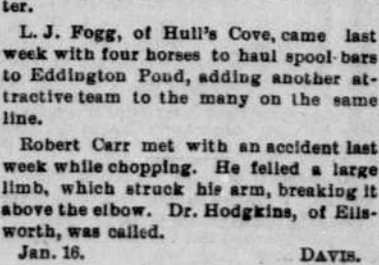 ter.
L. J. Fogg, of Hull's Cove, came last
week with four horses to haul spool-bars
to Eddington Pond, adding another at-
tractive team to the many on the same
line.
Robert Carr met with an accident last
week while chopping. He felled a large
limb, which struck his arm, breaking it
above the elbow. Dr. Hodgkins, of Ells-
worth, was called.
Jan. 16. DAVIS.